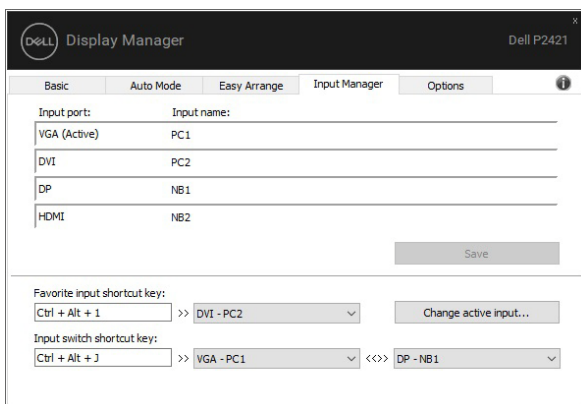 DELL Display Manager Dell P2421
x
Basic Auto Mode Easy Arrange Input Manager Options i
Input port: Input name:
VGA (Active) PC1
DVI PC2
DP NB1
HDMI NB2
Save
Favorite input shortcut key:
Ctrl + Alt + 1 >> DVI - PC2 Change active input...
Input switch shortcut key:
Ctrl + Alt + J >> VGA - PC1 <<>> DP - NB1